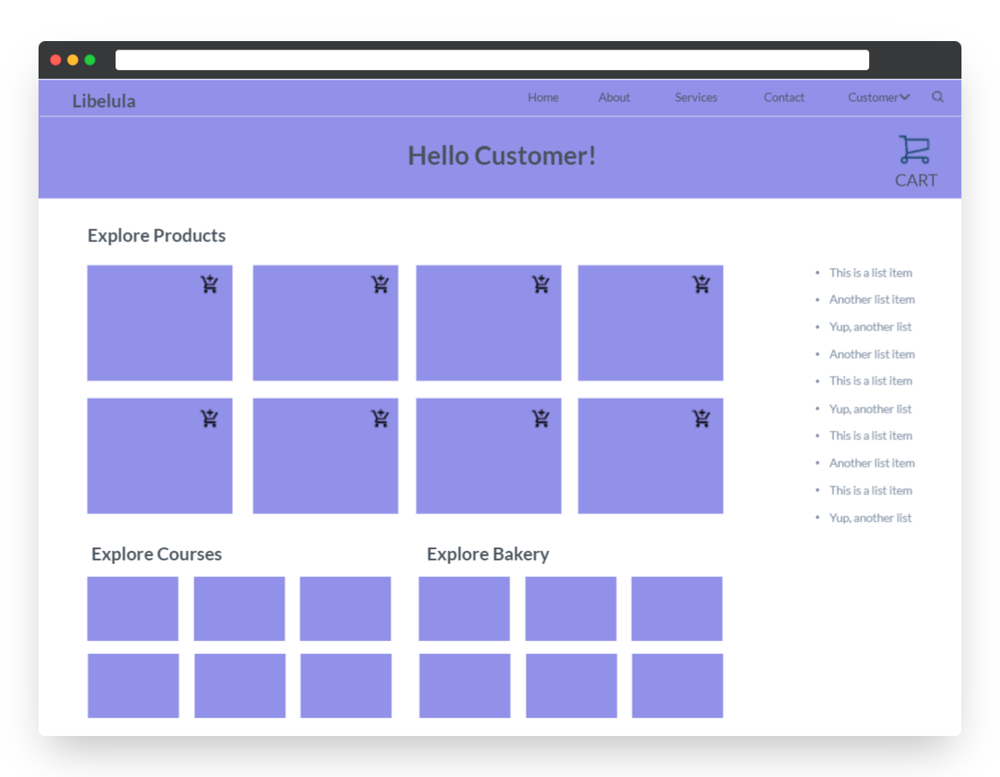 Libelula
Home About Services Contact Customer
Hello Customer!
CART
Explore Products
This is a list item
Another list item
Yup, another list
Another list item
This is a list item
Yup, another list
This is a list item
Another list item
This is a list item
Yup, another list
Explore Courses
Explore Bakery